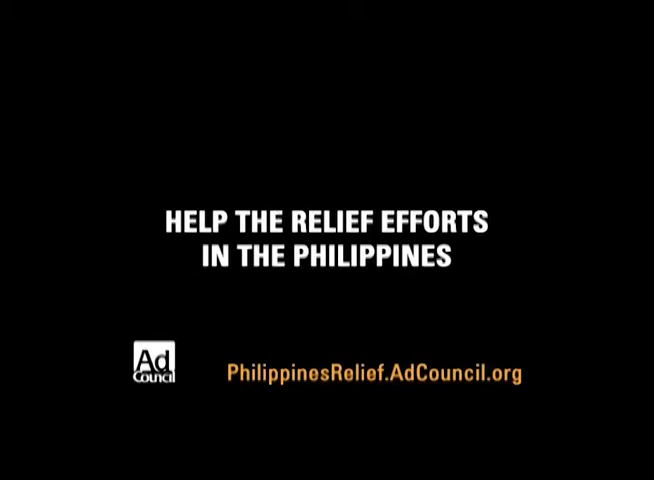 HELP THE RELIEF EFFORTS
IN THE PHILIPPINES
Ad
Council
PhilippinesRelief.AdCouncil.org